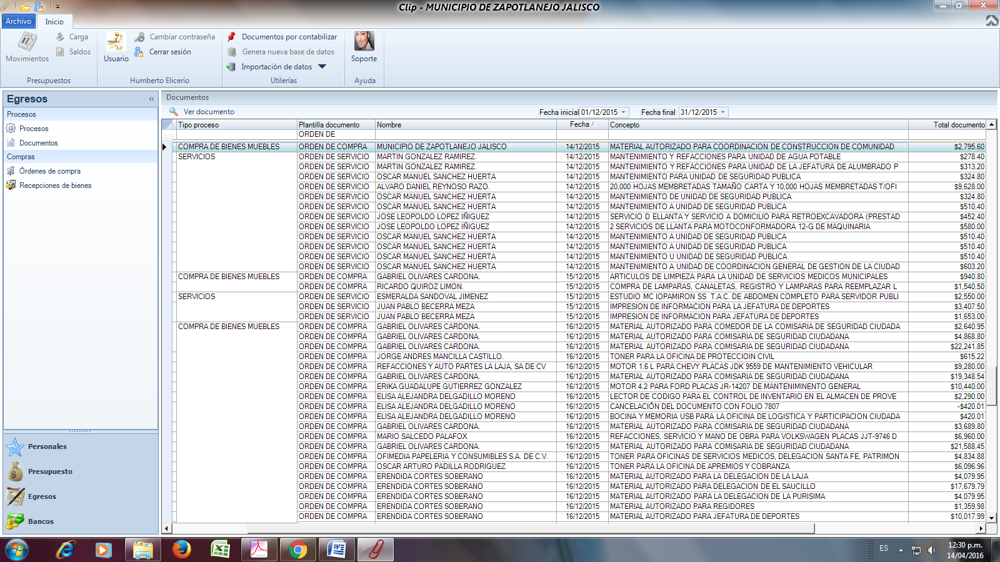 Clip - MUNICIPIO DE ZAPOTLANEJO JALISCO
Archivo Inicio
Movimientos Carga Saldos Presupuestos
Usuario Cambiar contraseña Cerrar sesión Humberto Elicerio
Documentos por contabilizar Genera nueva base de datos Importación de datos Utilerías
Soporte Ayuda
Egresos «
Procesos
Procesos
Documentos
Compras
Órdenes de compra
Recepciones de bienes
Personales
Presupuesto
Egresos
Bancos
Documentos
Ver documento Fecha inicial 01/12/2015 Fecha final 31/12/2015
Tipo proceso Plantilla documento Nombre Fecha Concepto Total documento
ORDEN DE
COMPRA DE BIENES MUEBLES ORDEN DE COMPRA MUNICIPIO DE ZAPOTLANEJO JALISCO 14/12/2015 MATERIAL AUTORIZADO PARA COORDINACION DE CONSTRUCCION DE COMUNIDAD $2,795.60
SERVICIOS ORDEN DE SERVICIO MARTIN GONZALEZ RAMIREZ. 14/12/2015 MANTENIMIENTO Y REFACCIONES PARA UNIDAD DE AGUA POTABLE $278.40
ORDEN DE SERVICIO MARTIN GONZALEZ RAMIREZ. 14/12/2015 MANTENIMIENTO Y REFACCIONES PARA UNIDAD DE LA JEFATURA DE ALUMBRADO P $313.20
ORDEN DE SERVICIO OSCAR MANUEL SANCHEZ HUERTA 14/12/2015 MANTENIMIENTO PARA UNIDAD DE SEGURIDAD PUBLICA $324.80
ORDEN DE SERVICIO ALVARO DANIEL REYNOSO RAZO. 14/12/2015 20,000 HOJAS MEMBRETADAS TAMAÑO CARTA Y 10,000 HOJAS MEMBRETADAS T/OFI $9,628.00
ORDEN DE SERVICIO OSCAR MANUEL SANCHEZ HUERTA 14/12/2015 MANTENIMIENTO DE UNIDAD DE SEGURIDAD PUBLICA $324.80
ORDEN DE SERVICIO OSCAR MANUEL SANCHEZ HUERTA 14/12/2015 MANTENIMIENTO A UNIDAD DE SEGURIDAD PUBLICA $510.40
ORDEN DE SERVICIO JOSE LEOPOLDO LOPEZ IÑIGUEZ 14/12/2015 SERVICIO D ELLANTA Y SERVICIO A DOMICILIO PARA RETROEXCAVADORA (PRESTAD $452.40
ORDEN DE SERVICIO JOSE LEOPOLDO LOPEZ IÑIGUEZ 14/12/2015 2 SERVICIOS DE LLANTA PARA MOTOCONFORMADORA 12-G DE MAQUINARIA $580.00
ORDEN DE SERVICIO OSCAR MANUEL SANCHEZ HUERTA 14/12/2015 MANTENIMIENTO A UNIDAD DE SEGURIDAD PUBLICA $510.40
ORDEN DE SERVICIO OSCAR MANUEL SANCHEZ HUERTA 14/12/2015 MANTENIMIENTO A UNIDAD DE SEGURIDAD PUBLICA $510.40
ORDEN DE SERVICIO OSCAR MANUEL SANCHEZ HUERTA 14/12/2015 MANTENIMIENTO U UNIDAD DE SEGURIDAD PUBLICA $510.40
ORDEN DE SERVICIO OSCAR MANUEL SANCHEZ HUERTA 14/12/2015 MANTENIMIENTO A UNIDAD DE COORDINACION GENERAL DE GESTION DE LA CIUDAD $603.20
COMPRA DE BIENES MUEBLES ORDEN DE COMPRA GABRIEL OLIVARES CARDONA. 15/12/2015 ARTICULOS DE LIMPIEZA PARA LA UNIDAD DE SERVICIOS MEDICOS MUNICIPALES $940.80
ORDEN DE COMPRA RICARDO QUIROZ LIMON. 15/12/2015 COMPRA DE LAMPARAS, CANALETAS, REGISTRO Y LAMPARAS PARA REEMPLAZAR L $1,540.50
SERVICIOS ORDEN DE SERVICIO ESMERALDA SANDOVAL JIMENEZ 15/12/2015 ESTUDIO MC IOPAMIRON SS T.A.C. DE ABDOMEN COMPLETO PARA SERVIDOR PUBLI $2,550.00
ORDEN DE SERVICIO JUAN PABLO BECERRA MEZA 15/12/2015 IMPRESION DE INFORMACION PARA LA JEFATURA DE DEPORTES $3,407.50
ORDEN DE SERVICIO JUAN PABLO BECERRA MEZA 15/12/2015 IMPRESION DE INFORMACION PARA JEFATURA DE DEPORTES $1,653.00
COMPRA DE BIENES MUEBLES ORDEN DE COMPRA GABRIEL OLIVARES CARDONA. 16/12/2015 MATERIAL AUTORIZADO PARA COMEDOR DE LA COMISARIA DE SEGURIDAD CIUDADA $2,640.95
ORDEN DE COMPRA GABRIEL OLIVARES CARDONA. 16/12/2015 MATERIAL AUTORIZADO PARA COMISARIA DE SEGURIDAD CIUDADANA $4,868.80
ORDEN DE COMPRA GABRIEL OLIVARES CARDONA. 16/12/2015 MATERIAL AUTORIZADO PARA COMISARIA DE SEGURIDAD CIUDADANA $22,241.85
ORDEN DE COMPRA JORGE ANDRES MANCILLA CASTILLO. 16/12/2015 TONER PARA LA OFICINA DE PROTECCIOIN CIVIL $615.22
ORDEN DE COMPRA REFACCIONES Y AUTO PARTES LA LAJA, SA DE CV 16/12/2015 MOTOR 1.6 L PARA CHEVY PLACAS JDK 9559 DE MANTENIMIENTO VEHICULAR $9,280.00
ORDEN DE COMPRA GABRIEL OLIVARES CARDONA. 16/12/2015 MATERIAL AUTORIZADO PARA COMISARIA DE SEGURIDAD CIUDADANA $19,348.54
ORDEN DE COMPRA ERIKA GUADALUPE GUTIERREZ GONZALEZ 16/12/2015 MOTOR 4.2 PARA FORD PLACAS JR-14207 DE MANTENIMINENTO GENERAL $10,440.00
ORDEN DE COMPRA ELISA ALEJANDRA DELGADILLO MORENO 16/12/2015 LECTOR DE CODIGO PARA EL CONTROL DE INVENTARIO EN EL ALMACEN DE PROVE $2,290.00
ORDEN DE COMPRA ELISA ALEJANDRA DELGADILLO MORENO 16/12/2015 CANCELACIÓN DEL DOCUMENTO CON FOLIO 7807 -$420.01
ORDEN DE COMPRA ELISA ALEJANDRA DELGADILLO MORENO 16/12/2015 BOCINA Y MEMORIA USB PARA LA OFICINA DE LOGISTICA Y PARTICIPACION CIUDADA $420.01
ORDEN DE COMPRA GABRIEL OLIVARES CARDONA. 16/12/2015 MATERIAL AUTORIZADO PARA COMISARIA DE SEGURIDAD CIUDADANA $3,689.80
ORDEN DE COMPRA MARIO SALCEDO PALAFOX 16/12/2015 REFACCIONES, SERVICIO Y MANO DE OBRA PARA VOLKSWAGEN PLACAS JJT-9746 D $6,960.00
ORDEN DE COMPRA GABRIEL OLIVARES CARDONA. 16/12/2015 MATERIAL AUTORIZADO PARA COMISARIA DE SEGURIDAD CIUDADANA $21,588.45
ORDEN DE COMPRA OFIMEDIA PAPELERIA Y CONSUMIBLES S.A. DE C.V. 16/12/2015 TONER PARA OFICINAS DE SERVICIOS MEDICOS, DELEGACION SANTA FE, PATRIMON $4,834.88
ORDEN DE COMPRA OSCAR ARTURO PADILLA RODRIGUEZ 16/12/2015 TONER PARA LA OFICINA DE APREMIOS Y COBRANZA $6,096.96
ORDEN DE COMPRA ERENDIDA CORTES SOBERANO 16/12/2015 MATERIAL AUTORIZADO PARA LA DELEGACION DE LA LAJA $4,079.95
ORDEN DE COMPRA ERENDIDA CORTES SOBERANO 16/12/2015 MATERIAL AUTORIZADO PARA DELEGACION DE EL SAUCILLO $17,679.79
ORDEN DE COMPRA ERENDIDA CORTES SOBERANO 16/12/2015 MATERIAL AUTORIZADO PARA LA DELEGACION DE LA PURISIMA $4,079.95
ORDEN DE COMPRA ERENDIDA CORTES SOBERANO 16/12/2015 MATERIAL AUTORIZADO PARA REGIDORES $1,359.98
ORDEN DE COMPRA ERENDIDA CORTES SOBERANO 16/12/2015 MATERIAL AUTORIZADO PARA JEFATURA DE DEPORTES $10,017.99
ES 12:30 p.m.
14/04/2016